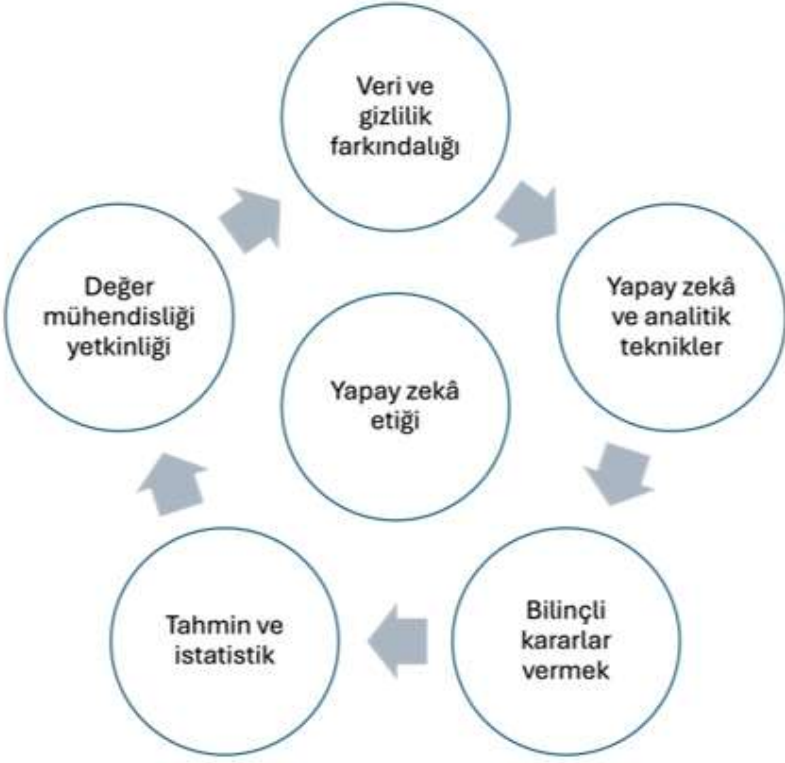 Veri ve
gizlilik
farkındalığı
Yapay zekâ
ve analitik
teknikler
Bilinçli
kararlar
vermek
Tahmin ve
istatistik
Değer
mühendisliği
yetkinliği
Yapay zekâ
etiği